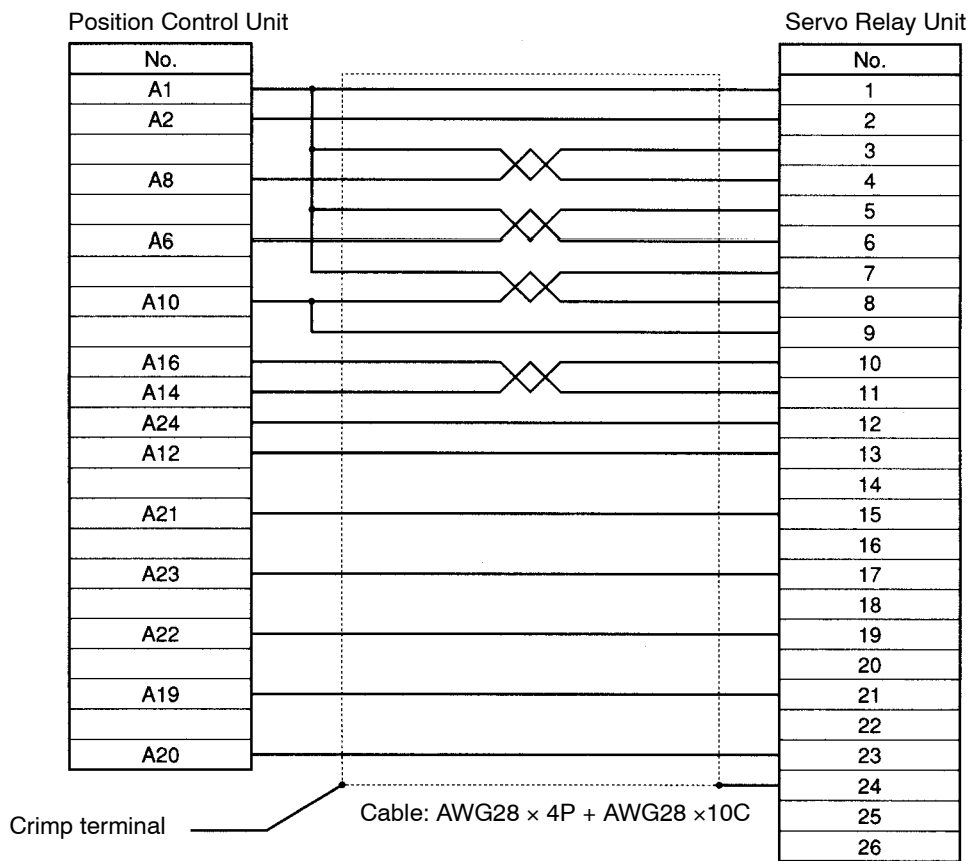 Position Control Unit
Servo Relay Unit
No.
No.
A1
1
A2
2
3
A8
4
5
A6
6
7
A10
8
9
A16
10
A14
11
A24
12
A12
13
14
A21
15
16
A23
17
18
A22
19
20
A19
21
22
A20
23
24
Crimp terminal
Cable: AWG28 × 4P + AWG28 ×10C
25
26